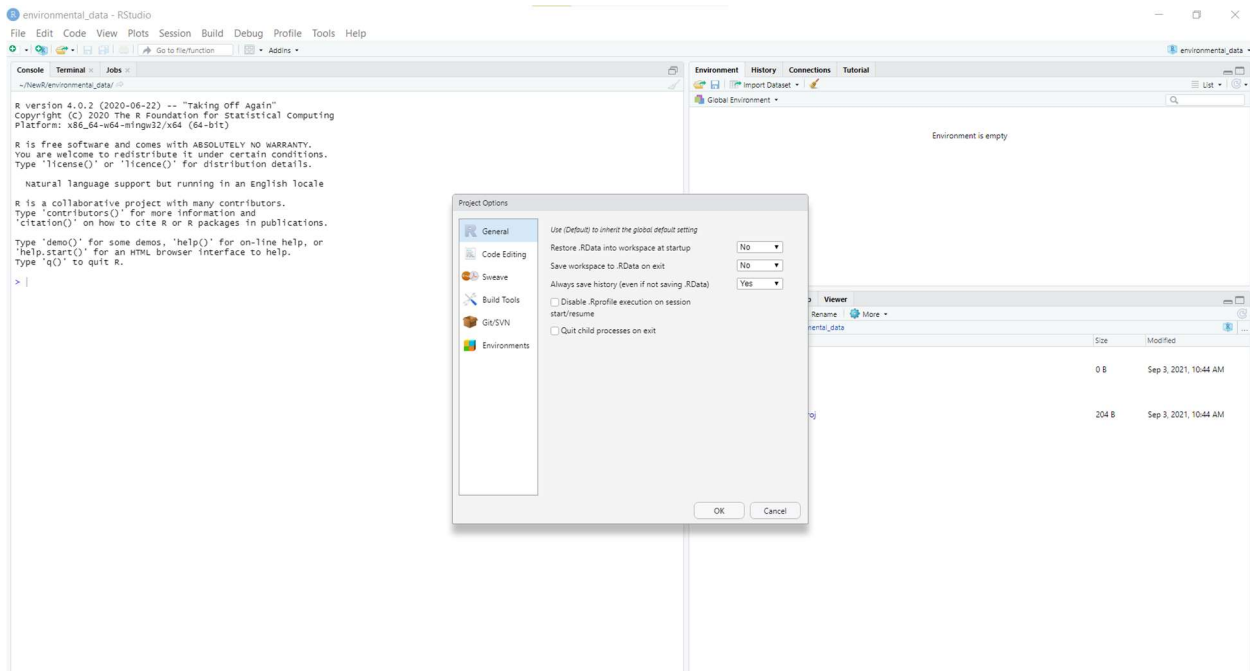 environmental_data - RStudio
File Edit Code View Plots Session Build Debug Profile Tools Help
Go to file/function Addins environmental_data
Console Terminal Jobs
~/NewR/environmental_data/
R version 4.0.2 (2020-06-22) -- "Taking Off Again"
Copyright (C) 2020 The R Foundation for Statistical Computing
Platform: x86_64-w64-mingw32/x64 (64-bit)
R is free software and comes with ABSOLUTELY NO WARRANTY.
You are welcome to redistribute it under certain conditions.
Type 'license()' or 'licence()' for distribution details.
Natural language support but running in an English locale
R is a collaborative project with many contributors.
Type 'contributors()' for more information and
'citation()' on how to cite R or R packages in publications.
Type 'demo()' for some demos, 'help()' for on-line help, or
'help.start()' for an HTML browser interface to help.
Type 'q()' to quit R.
>
Environment History Connections Tutorial
Import Dataset List
Global Environment
Environment is empty
Project Options
General
Code Editing
Sweave
Build Tools
Git/SVN
Environments
Use (Default) to inherit the global default setting
Restore .RData into workspace at startup No
Save workspace to .RData on exit No
Always save history (even if not saving .RData) Yes
Disable .Rprofile execution on session
start/resume
Quit child processes on exit
OK Cancel
Viewer
Rename More
mental_data
Size Modified
0 B Sep 3, 2021, 10:44 AM
roj 204 B Sep 3, 2021, 10:44 AM